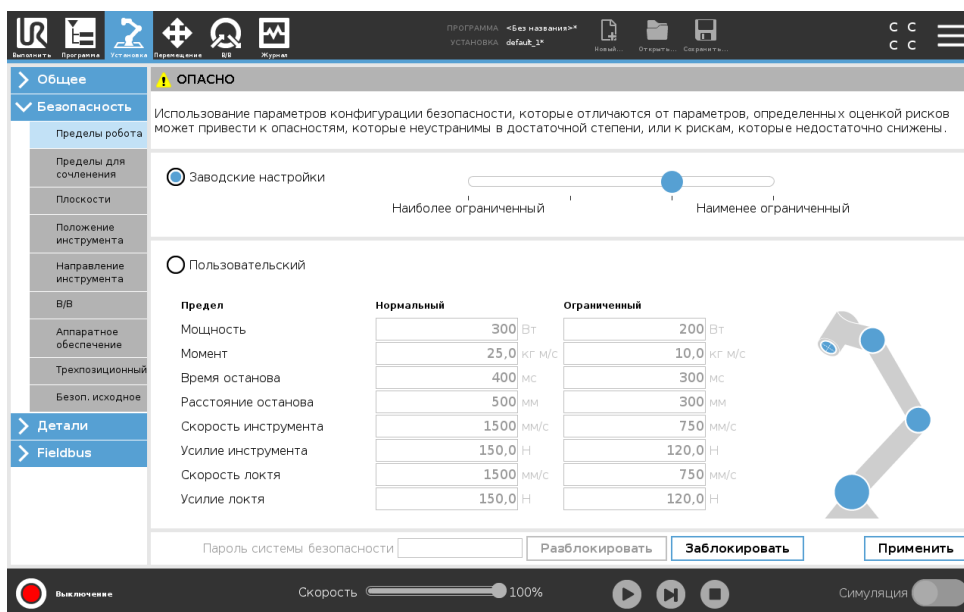 ПРОГРАММА <Без названия>*
УСТАНОВКА default_1*
Выполнить Программа Установка Перемещение В/В Журнал
Новый... Открыть... Сохранить...
C C
C C
Общее
Безопасность
Пределы робота
Пределы для
сочленения
Плоскости
Положение
инструмента
Направление
инструмента
В/В
Аппаратное
обеспечение
Трехпозиционный
Безоп. исходное
Детали
Fieldbus
ОПАСНО
Использование параметров конфигурации безопасности, которые отличаются от параметров, определенных оценкой рисков
может привести к опасностям, которые неустранимы в достаточной степени, или к рискам, которые недостаточно снижены.
Заводские настройки
Наиболее ограниченный Наименее ограниченный
Пользовательский
Предел Нормальный Ограниченный
Мощность 300 Вт 200 Вт
Момент 25,0 кг м/с 10,0 кг м/с
Время останова 400 мс 300 мс
Расстояние останова 500 мм 300 мм
Скорость инструмента 1500 мм/с 750 мм/с
Усилие инструмента 150,0 Н 120,0 Н
Скорость локтя 1500 мм/с 750 мм/с
Усилие локтя 150,0 Н 120,0 Н
Пароль системы безопасности Разблокировать Заблокировать Применить
Выключение Скорость 100% Симуляция